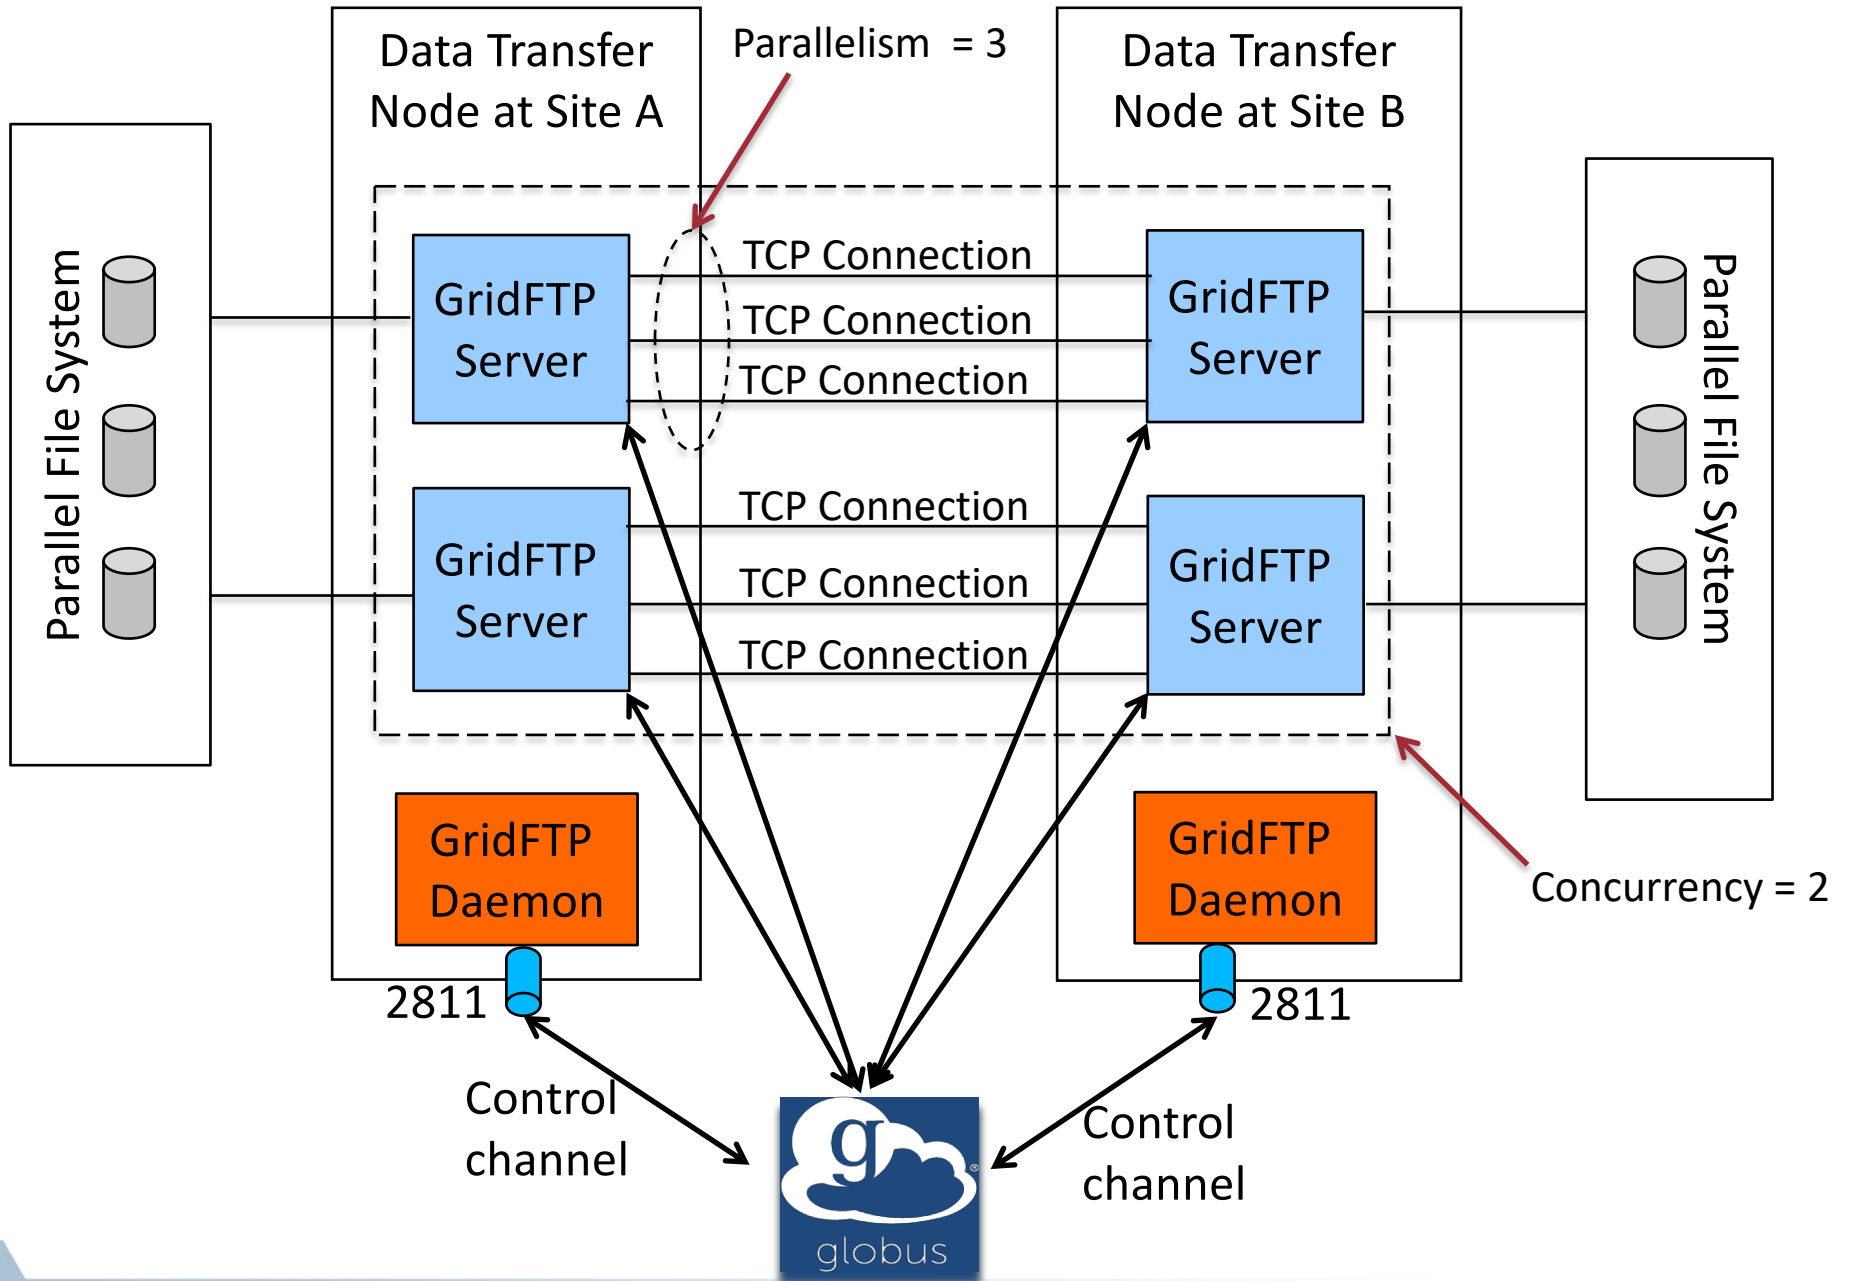 Data Transfer
Node at Site A
Parallelism = 3
Data Transfer
Node at Site B
Parallel File System
GridFTP
Server
TCP Connection
TCP Connection
TCP Connection
GridFTP
Server
Parallel File System
GridFTP
Server
TCP Connection
TCP Connection
TCP Connection
GridFTP
Server
GridFTP
Daemon
GridFTP
Daemon
Concurrency = 2
2811
2811
Control
channel
Control
channel
g
®
globus